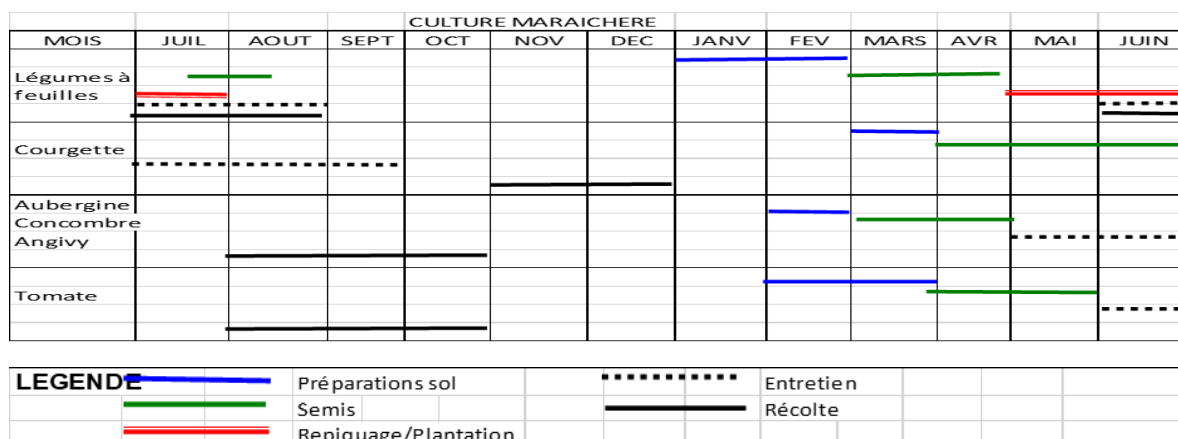 CULTURE MARAICHERE
MOIS JUIL AOUT SEPT OCT NOV DEC JANV FEV MARS AVR MAI JUIN
Légumes à
feuilles
Courgette
Aubergine
Concombre
Angivy
Tomate
LEGENDE Préparations sol Entretien
Semis Récolte
Repiquage/Plantation